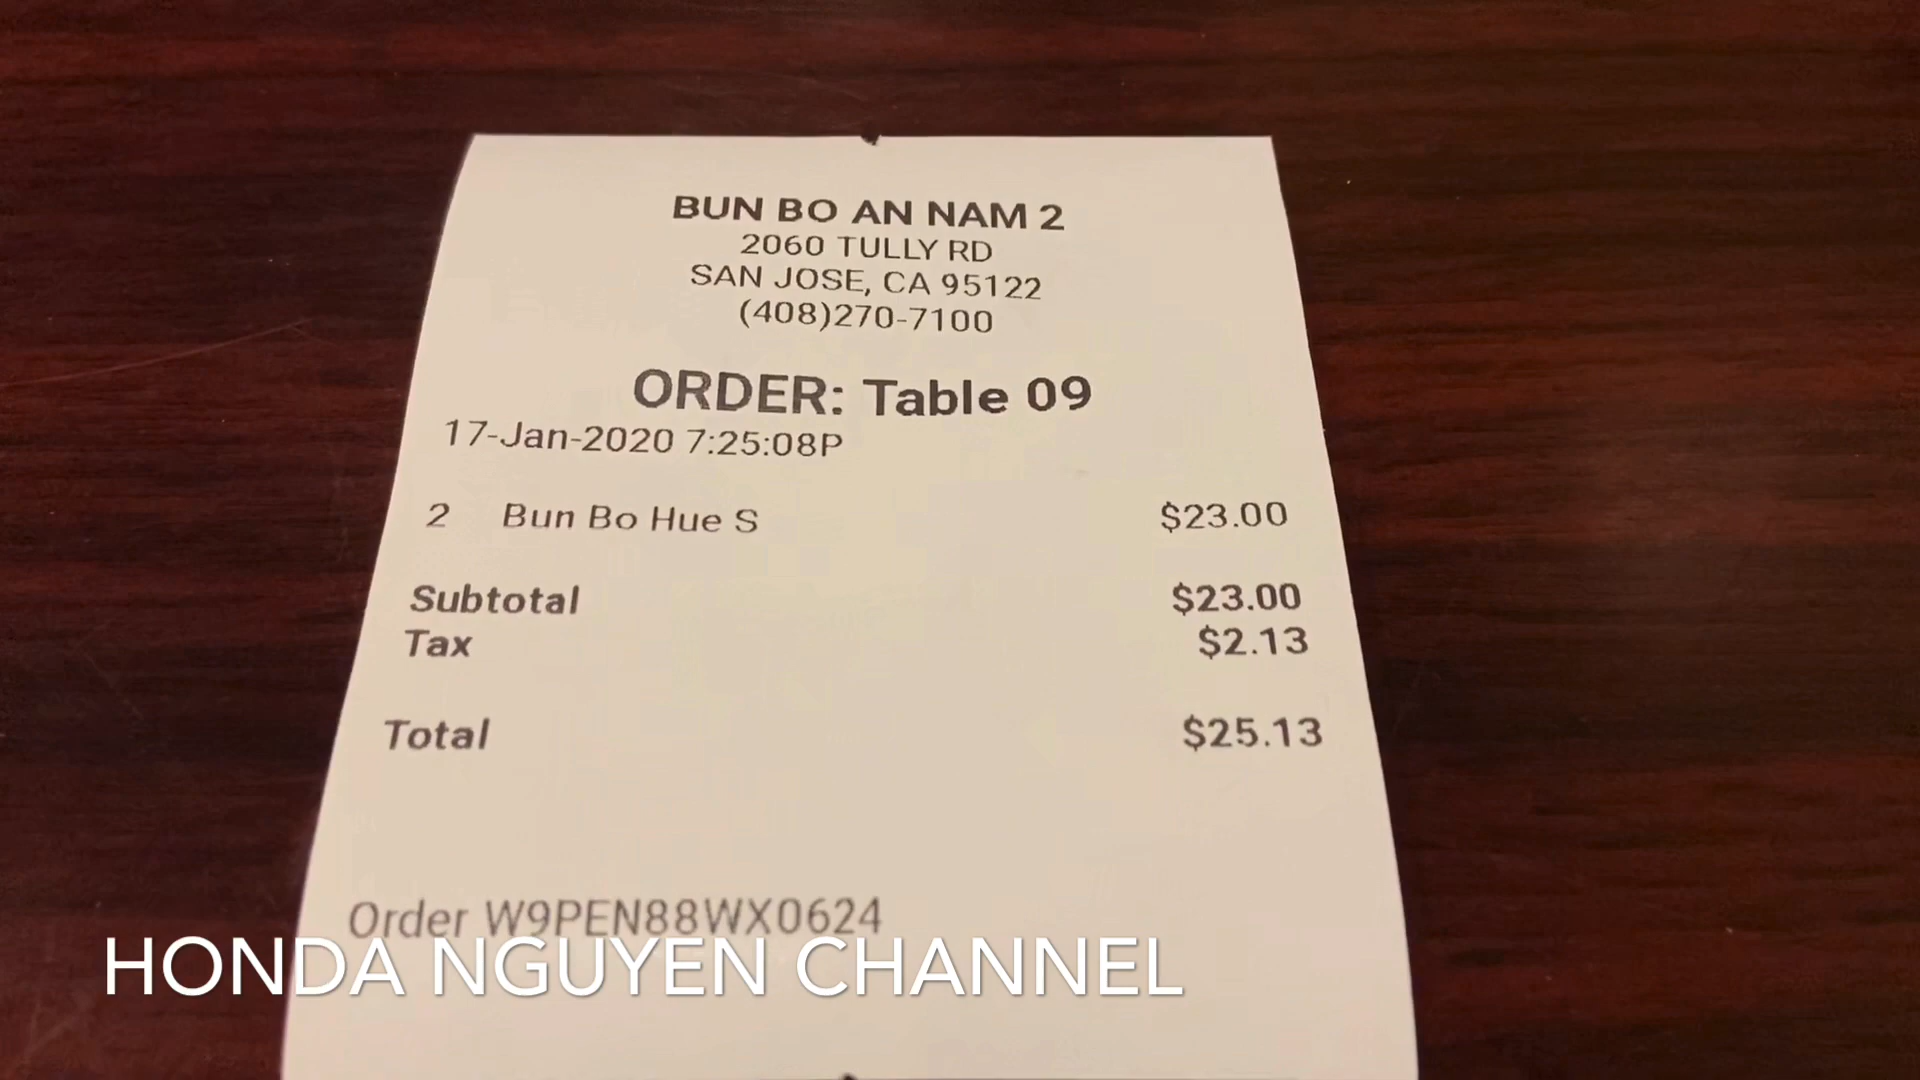 BUN BO AN NAM 2
2060 TULLY RD
SAN JOSE, CA 95122
(408)270-7100
ORDER: Table 09
17-Jan-2020 7:25:08P
2 Bun Bo Hue S $23.00
Subtotal $23.00
Tax $2.13
Total $25.13
Order W9PEN88WX0624
HONDA NGUYEN CHANNEL